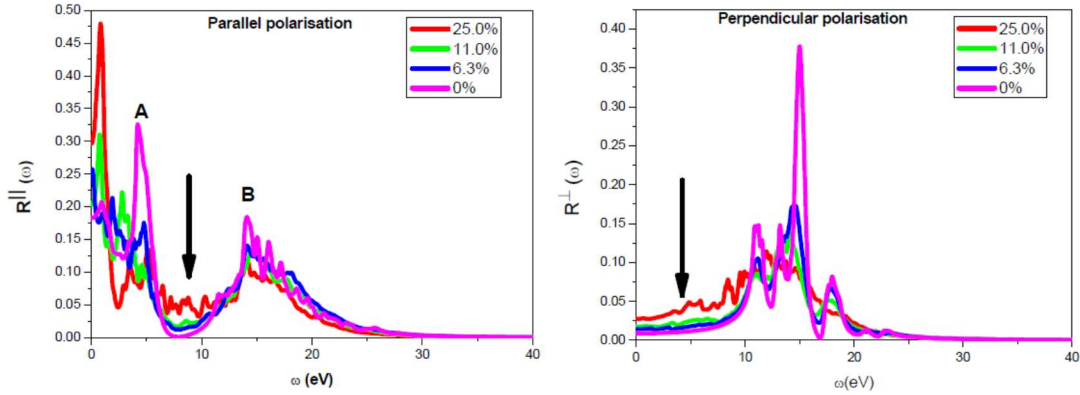 Parallel polarisation
25.0%
11.0%
6.3%
0%
A
B
0.50
0.45
0.40
0.35
0.30
0.25
0.20
0.15
0.10
0.05
0.00
R|| (ω)
0 10 20 30 40
ω (eV)
Perpendicular polarisation
25.0%
11.0%
6.3%
0%
0.40
0.35
0.30
0.25
0.20
0.15
0.10
0.05
0.00
R⊥ (ω)
0 10 20 30 40
ω(eV)